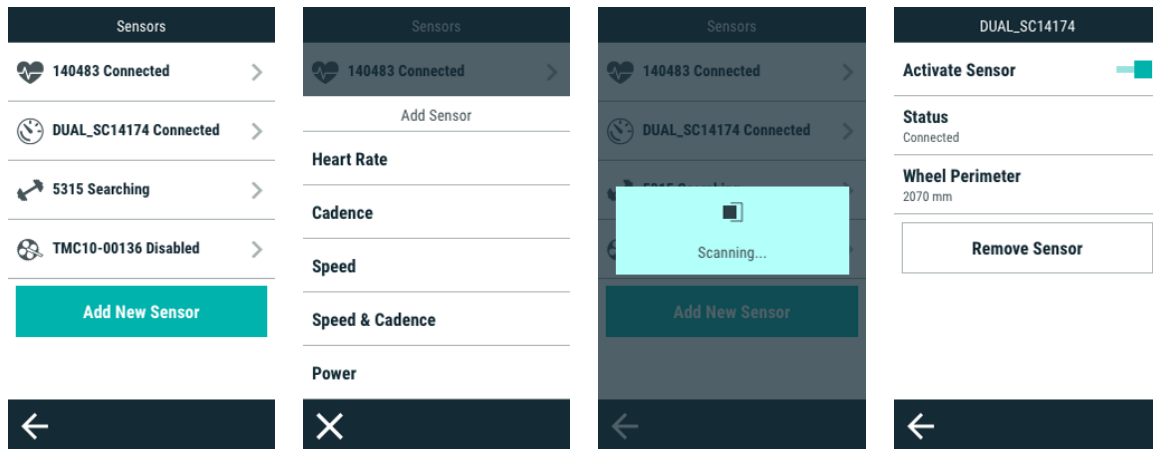 Sensors
140483 Connected
DUAL_SC14174 Connected
5315 Searching
TMC10-00136 Disabled
Add New Sensor
Sensors
140483 Connected
Add Sensor
Heart Rate
Cadence
Speed
Speed & Cadence
Power
Sensors
140483 Connected
DUAL_SC14174 Connected
5315 Searching
Scanning...
Add New Sensor
DUAL_SC14174
Activate Sensor
Status
Connected
Wheel Perimeter
2070 mm
Remove Sensor